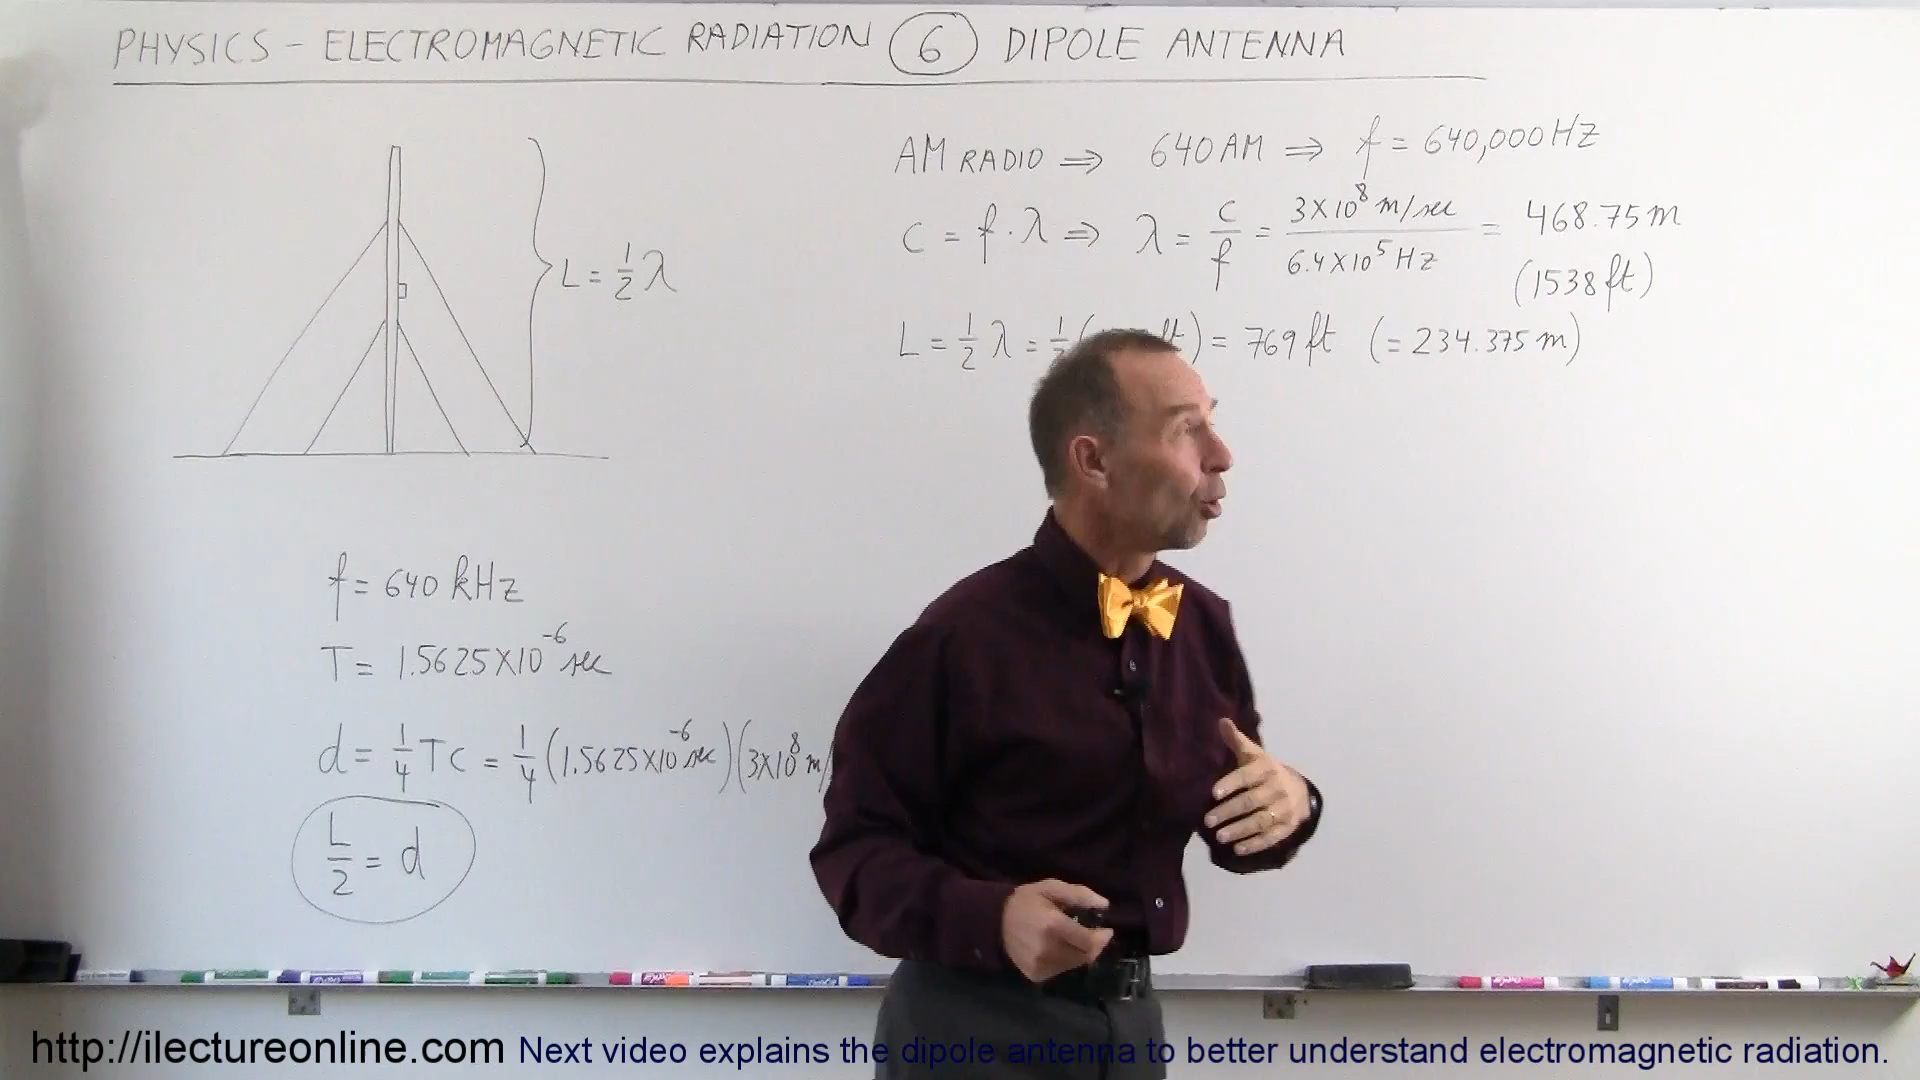 PHYSICS - ELECTROMAGNETIC RADIATION 6 DIPOLE ANTENNA
L = 1/2 λ
AM RADIO ⇒ 640 AM ⇒ f = 640,000 HZ
C = f · λ ⇒ λ = c/f = 3X10⁸ m/sec / 6.4X10⁵ HZ = 468.75 m
(1538 ft)
L = 1/2 λ = 1/2 ( ft) = 769 ft (= 234.375 m)
f = 640 kHz
T = 1.5625X10⁻⁶ sec
d = 1/4 TC = 1/4 (1.5625X10⁻⁶ sec)(3X10⁸ m/
L/2 = d
http://ilectureonline.com Next video explains the dipole antenna to better understand electromagnetic radiation.